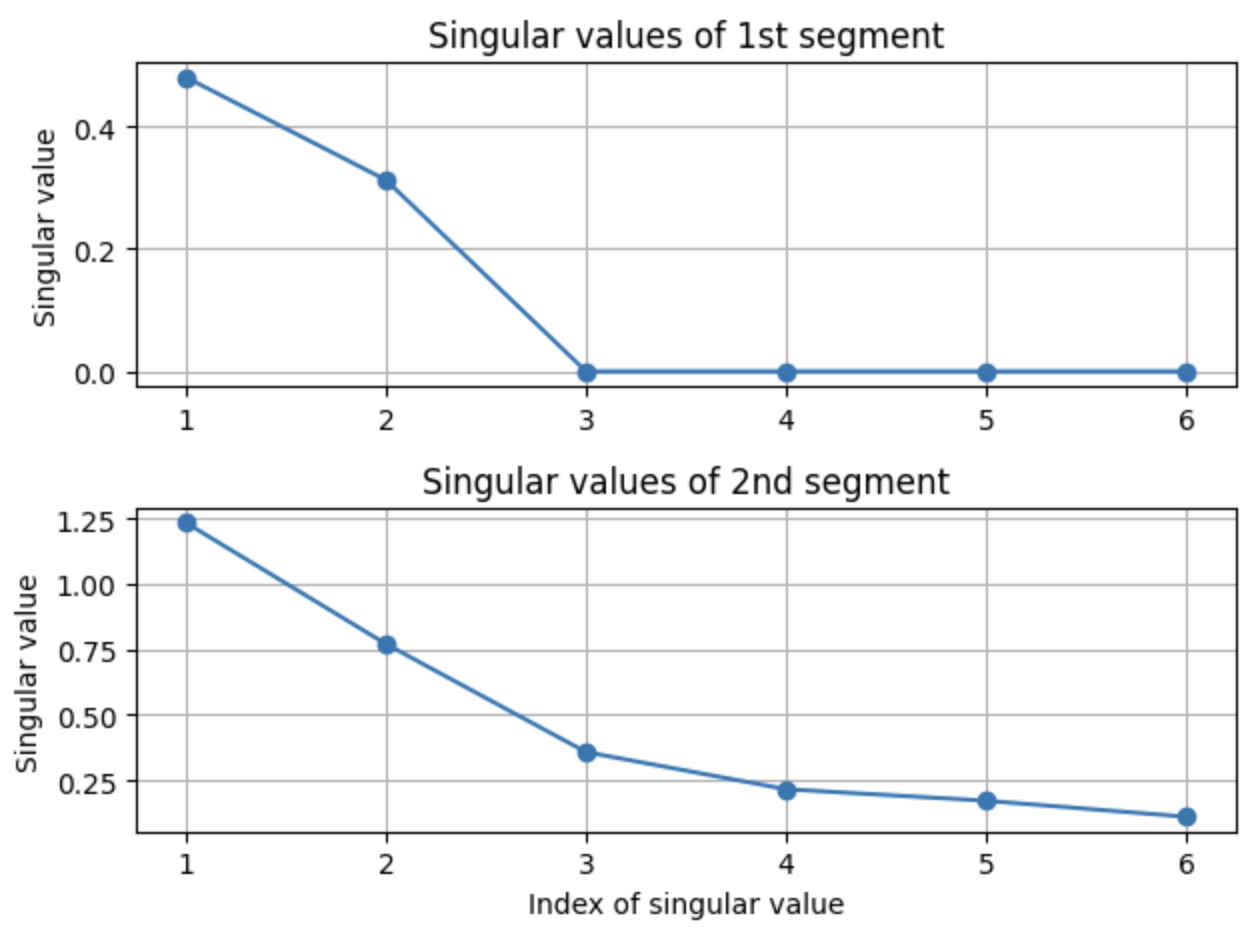 Singular values of 1st segment
Singular value
0.4
0.2
0.0
1 2 3 4 5 6
Singular values of 2nd segment
Singular value
1.25
1.00
0.75
0.50
0.25
1 2 3 4 5 6
Index of singular value